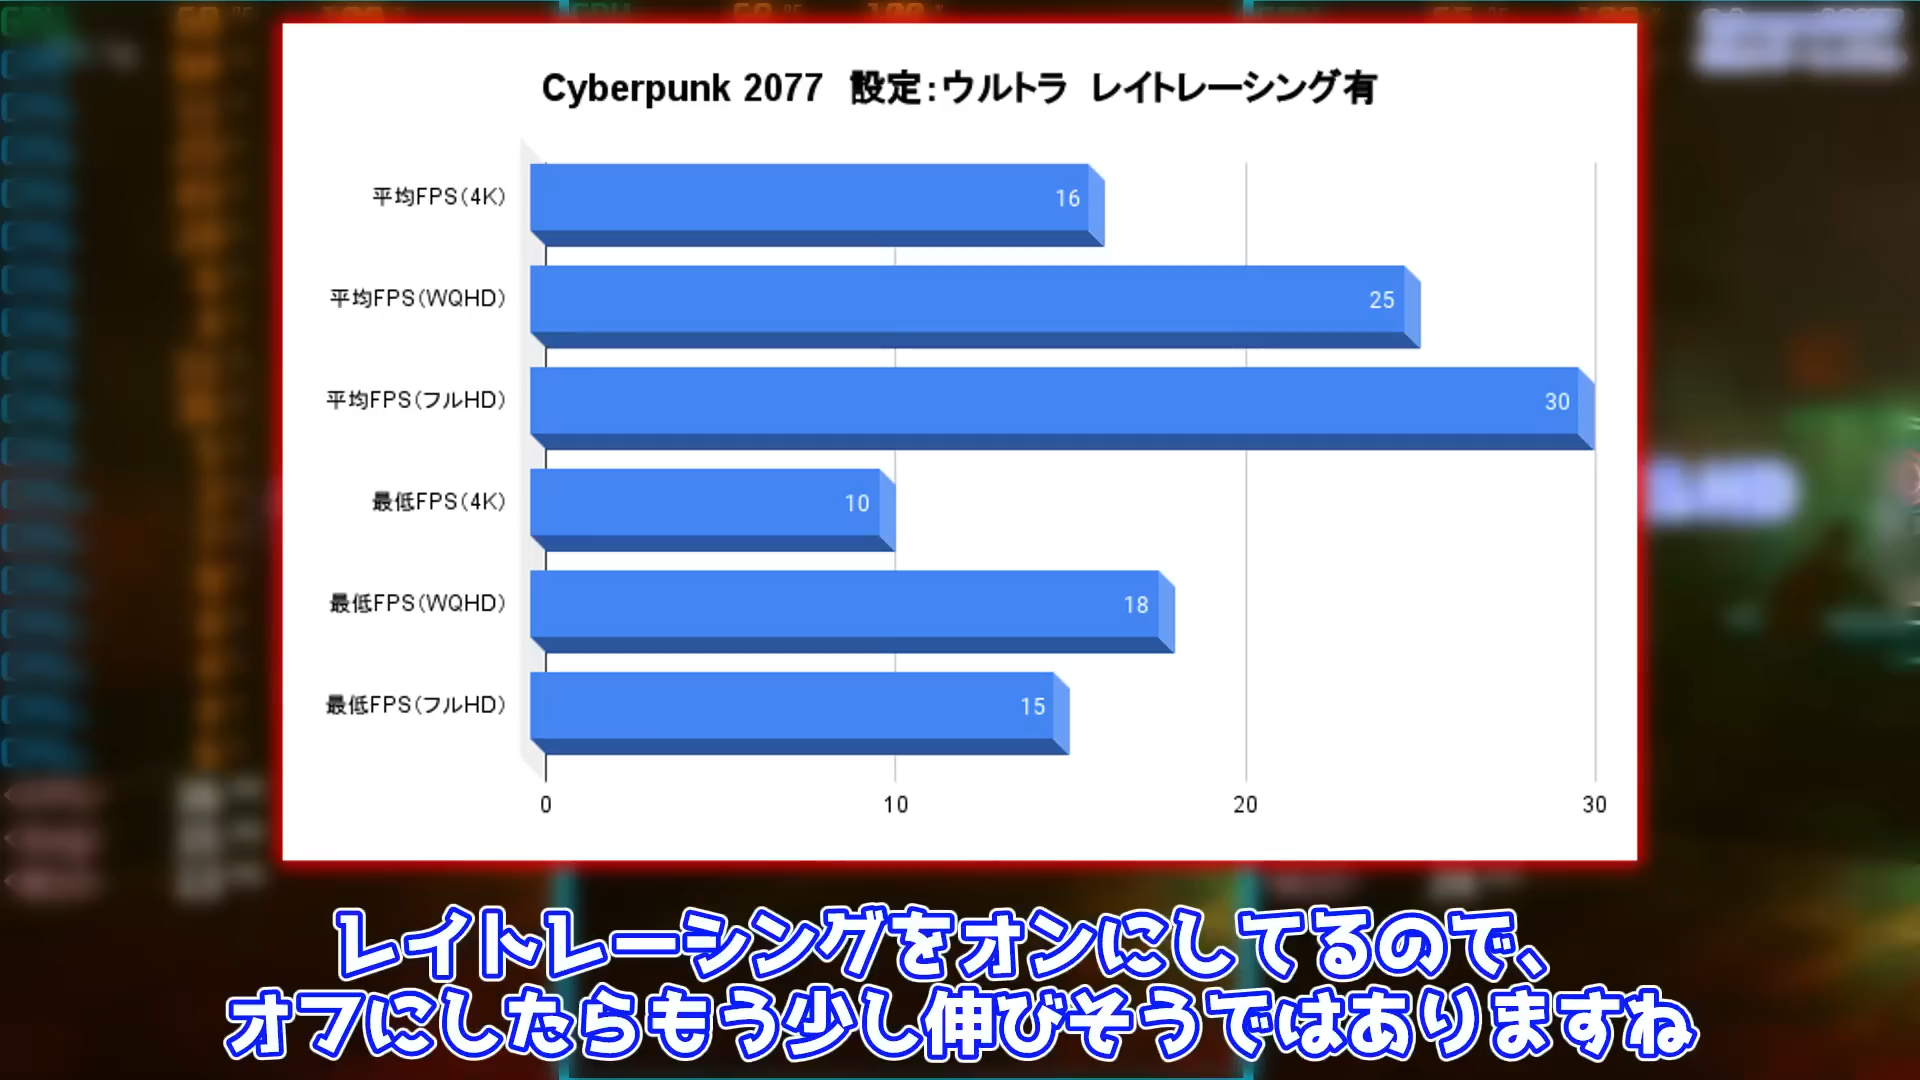 Cyberpunk 2077　設定：ウルトラ　レイトレーシング有
平均FPS（4K）
16
平均FPS（WQHD）
25
平均FPS（フルHD）
30
最低FPS（4K）
10
最低FPS（WQHD）
18
最低FPS（フルHD）
15
0 10 20 30
レイトレーシングをオンにしてるので、
オフにしたらもう少し伸びそうではありますね